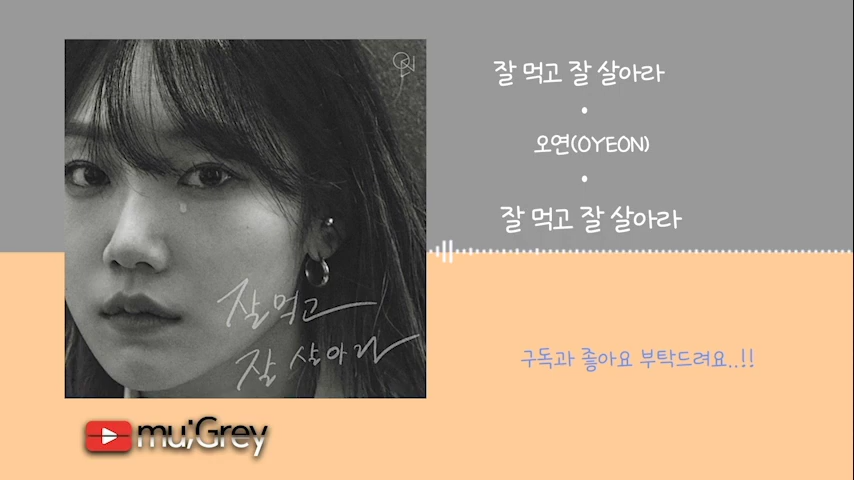 잘 먹고
잘 살아라
잘 먹고 잘 살아라
오연(OYEON)
잘 먹고 잘 살아라
구독과 좋아요 부탁드려요..!!
mu;Grey